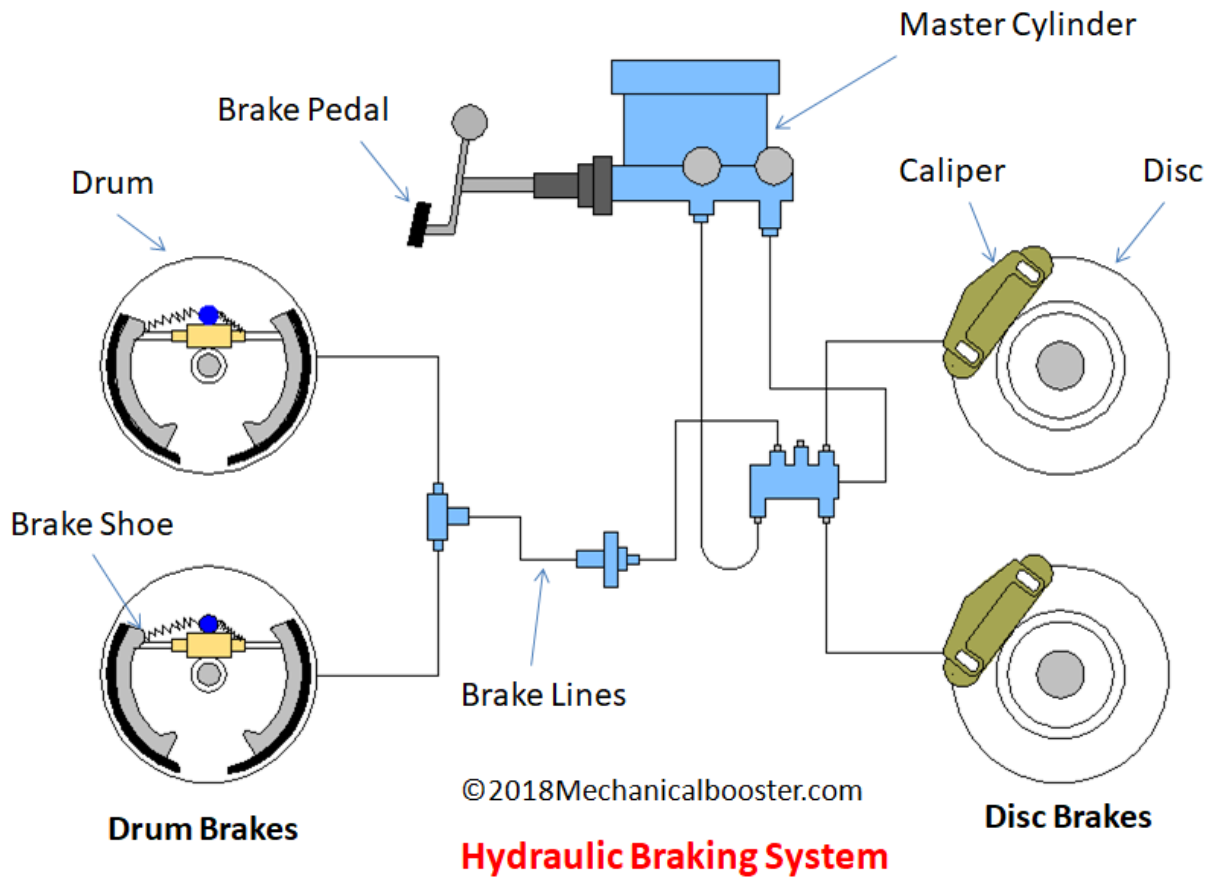 Master Cylinder
Brake Pedal
Drum
Caliper
Disc
Brake Shoe
Brake Lines
©2018Mechanicalbooster.com
Drum Brakes
Disc Brakes
Hydraulic Braking System